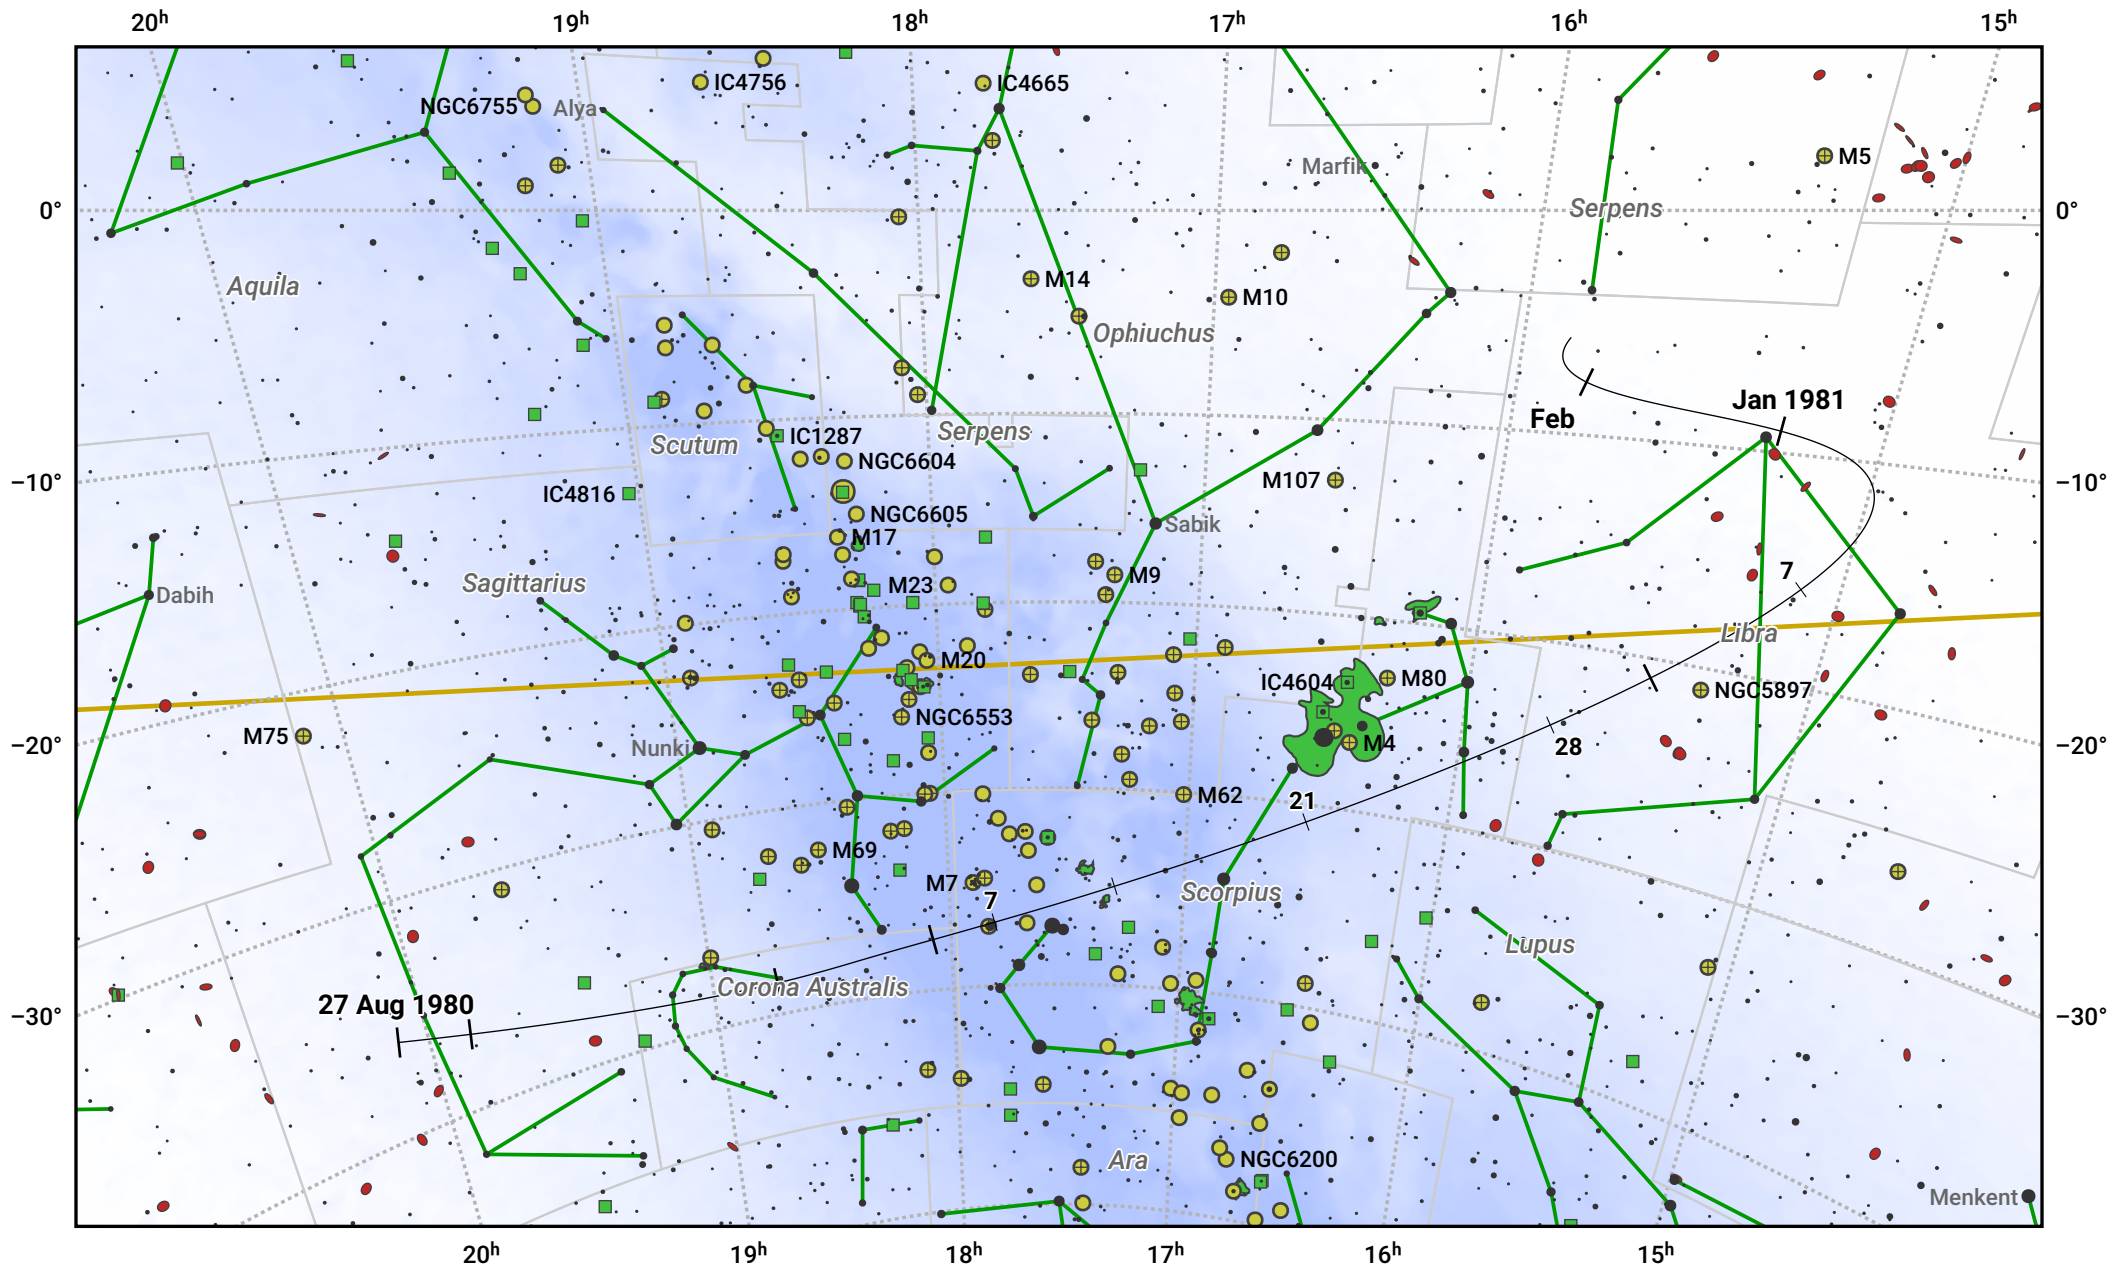 20h 19h 18h 17h 16h 15h
IC4756
IC4665
NGC6755
Alya
M5
Marfik
Serpens
0°
0°
Aquila
M14
M10
Ophiuchus
Jan 1981
Feb
IC1287
Serpens
Scutum
NGC6604
−10°
−10°
M107
IC4816
NGC6605
Sabik
M17
M9
7
Sagittarius
M23
Dabih
Libra
M20
IC4604
M80
NGC5897
NGC6553
M75
Nunki
M4
28
−20°
−20°
M62
21
M69
M7
7
Scorpius
Lupus
Corona Australis
27 Aug 1980
−30°
−30°
Ara
NGC6200
Menkent
20h 19h 18h 17h 16h 15h